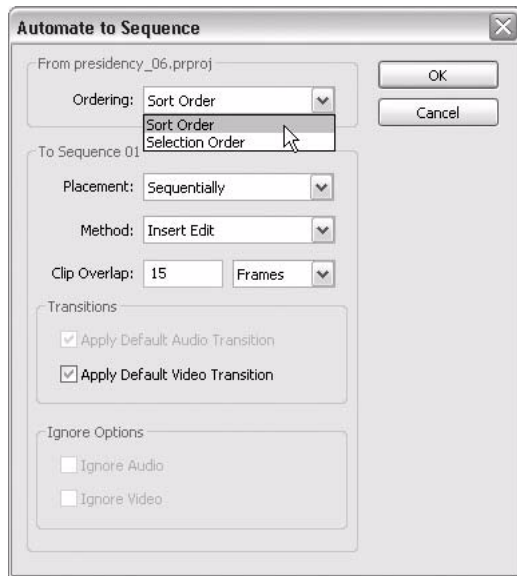 Automate to Sequence
From presidency_06.prproj
OK
Ordering: Sort Order
Cancel
Sort Order
Selection Order
To Sequence 01
Placement: Sequentially
Method: Insert Edit
Clip Overlap: 15 Frames
Transitions
Apply Default Audio Transition
Apply Default Video Transition
Ignore Options
Ignore Audio
Ignore Video